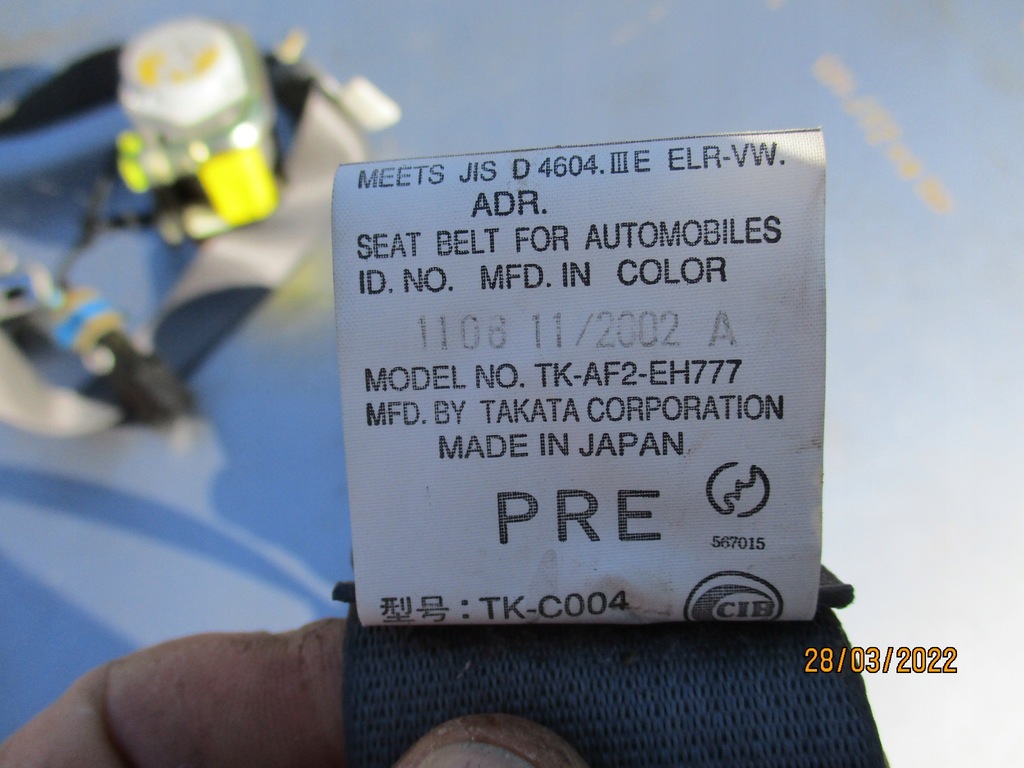 MEETS JIS D 4604.ⅢE ELR-VW.
ADR.
SEAT BELT FOR AUTOMOBILES
ID. NO. MFD. IN COLOR
1108 11/2002 A
MODEL NO. TK-AF2-EH777
MFD. BY TAKATA CORPORATION
MADE IN JAPAN
PRE
567015
型号: TK-C004
CIB
28/03/2022